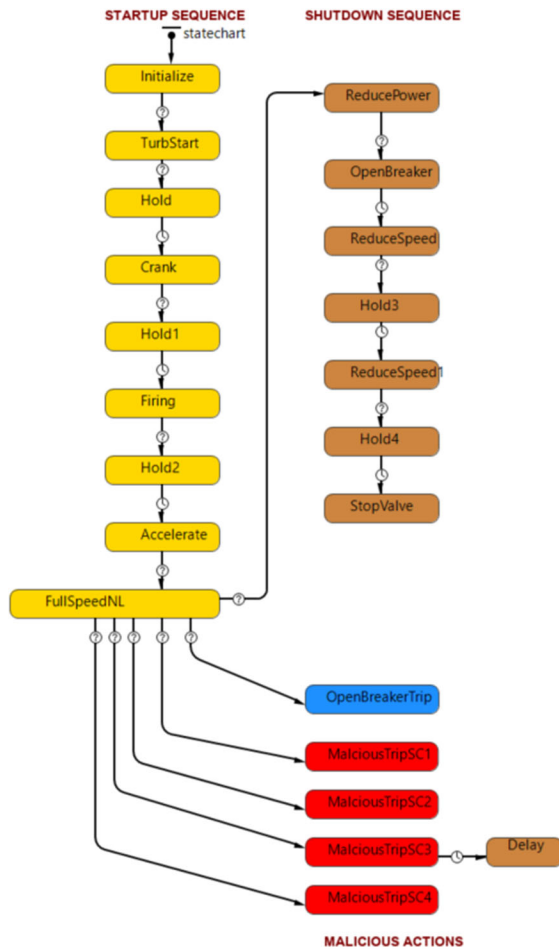 STARTUP SEQUENCE
SHUTDOWN SEQUENCE
statechart
Initialize
TurbStart
Hold
Crank
Hold1
Firing
Hold2
Accelerate
FullSpeedNL
ReducePower
OpenBreaker
ReduceSpeed
Hold3
ReduceSpeed1
Hold4
StopValve
OpenBreakerTrip
MalciousTripSC1
MalciousTripSC2
MalciousTripSC3
Delay
MalciousTripSC4
MALICIOUS ACTIONS